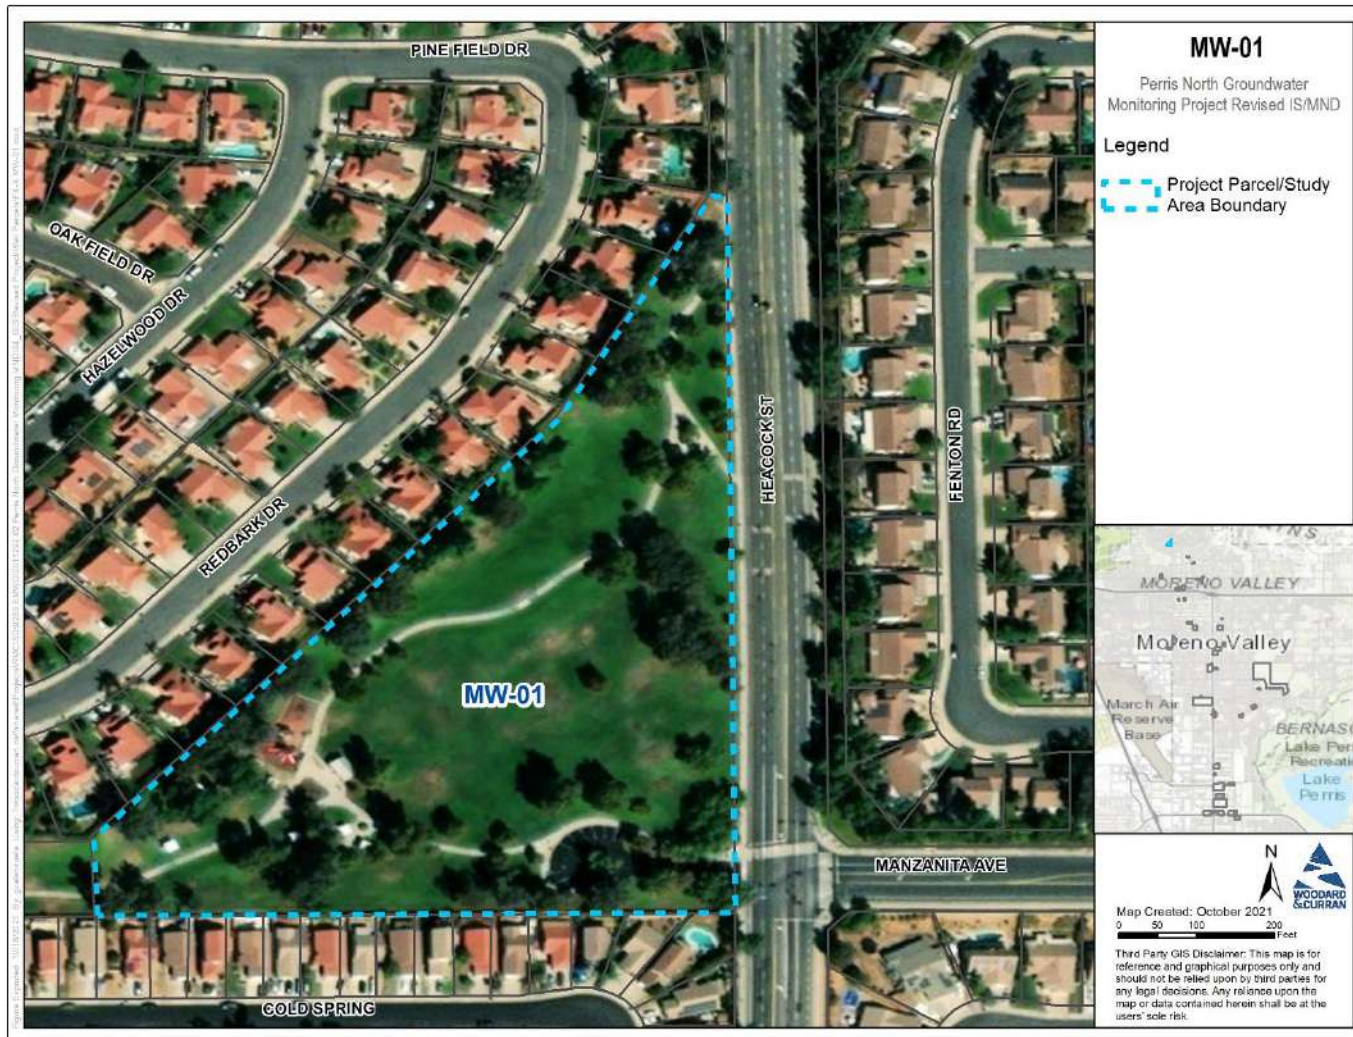 MW-01
Perris North Groundwater
Monitoring Project Revised IS/MND
Legend
Project Parcel/Study
Area Boundary
PINE FIELD DR
OAK FIELD DR
HAZELWOOD DR
REDBARK DR
HEACOCK ST
FENTON RD
MW-01
MANZANITA AVE
COLD SPRING
MORENO VALLEY
Moreno Valley
March Air
Reserve
Base
BERNASC
Lake Perr
Recreatic
Lake
Perris
N
WOODARD
&CURRAN
Map Created: October 2021
0 50 100 200
Feet
Third Party GIS Disclaimer: This map is for
reference and graphical purposes only and
should not be relied upon by third parties for
any legal decisions. Any reliance upon the
map or data contained herein shall be at the
users' sole risk.